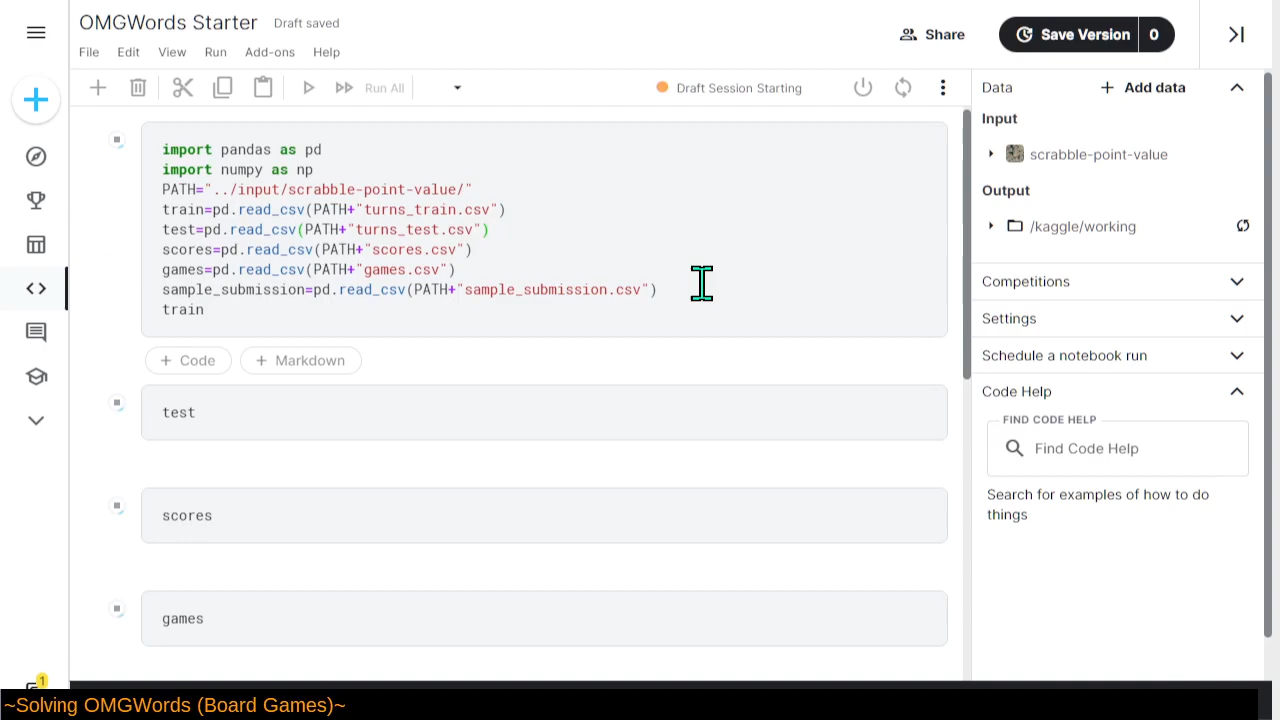 OMGWords Starter
Draft saved
File Edit View Run Add-ons Help
Share
Save Version 0
Run All
Draft Session Starting
import pandas as pd
import numpy as np
PATH="../input/scrabble-point-value/"
train=pd.read_csv(PATH+"turns_train.csv")
test=pd.read_csv(PATH+"turns_test.csv")
scores=pd.read_csv(PATH+"scores.csv")
games=pd.read_csv(PATH+"games.csv")
sample_submission=pd.read_csv(PATH+"sample_submission.csv")
train
+ Code + Markdown
test
scores
games
Data
+ Add data
Input
scrabble-point-value
Output
/kaggle/working
Competitions
Settings
Schedule a notebook run
Code Help
FIND CODE HELP
Find Code Help
Search for examples of how to do
things
1
~Solving OMGWords (Board Games)~